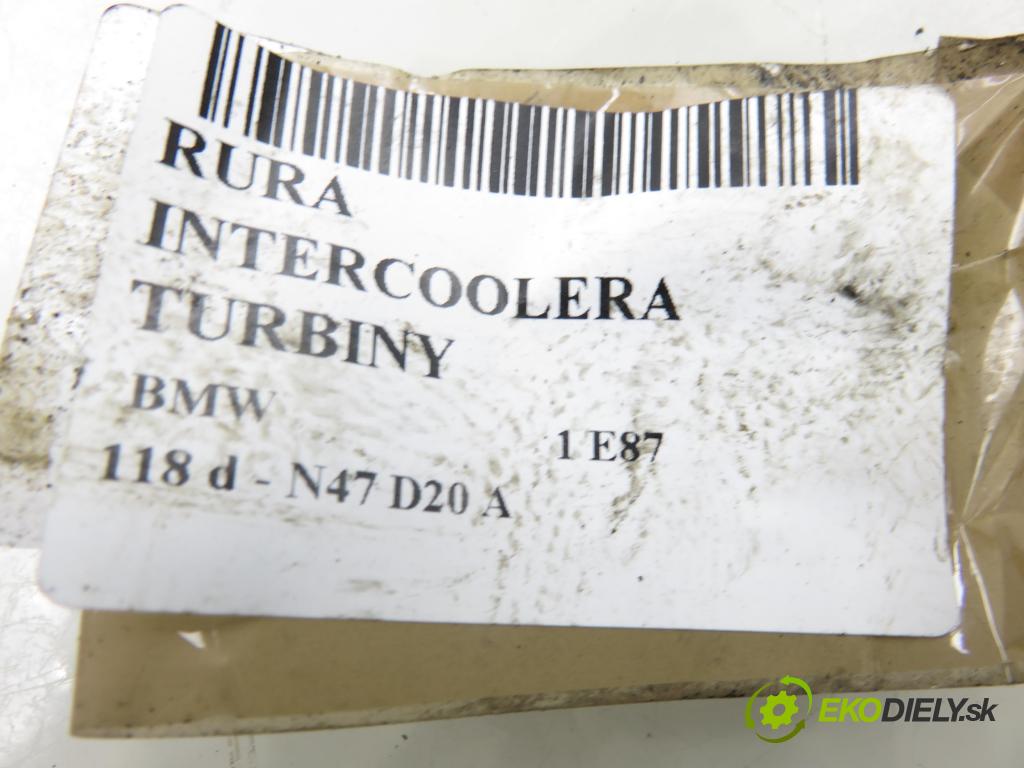 RURA
INTERCOOLERA
TURBINY
BMW
1 E87
118 d - N47 D20 A
EKODIELY.sk